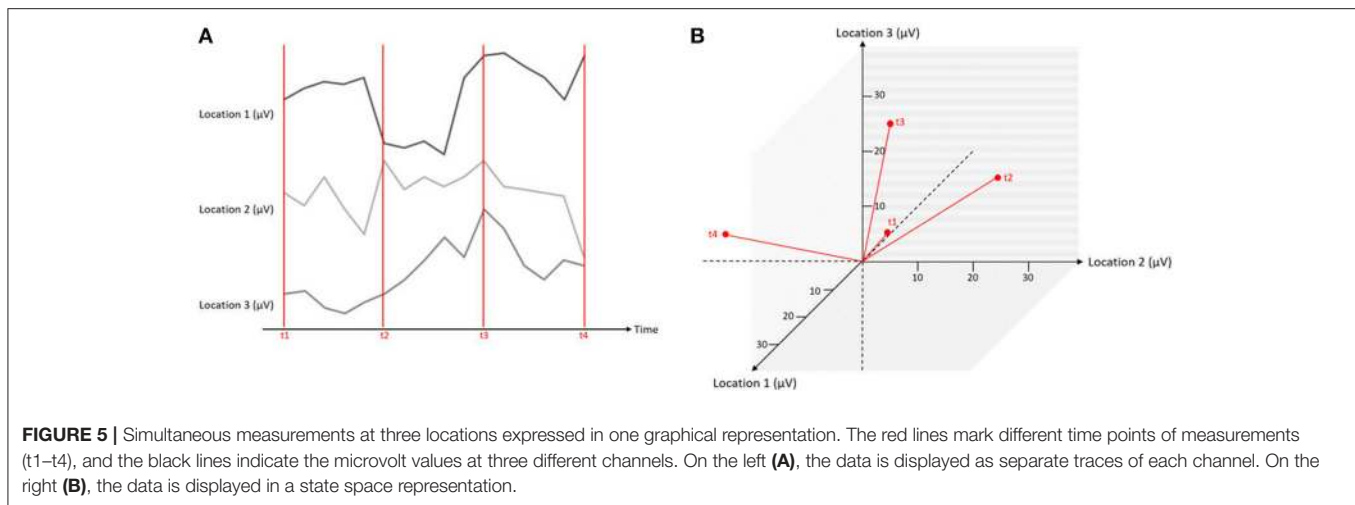 A
Location 1 (µV)
Location 2 (µV)
Location 3 (µV)
t1
t2
t3
t4
Time
B
Location 3 (µV)
30
20
10
t3
t2
t1
t4
Location 2 (µV)
10
20
30
10
20
30
Location 1 (µV)
FIGURE 5 | Simultaneous measurements at three locations expressed in one graphical representation. The red lines mark different time points of measurements
(t1–t4), and the black lines indicate the microvolt values at three different channels. On the left (A), the data is displayed as separate traces of each channel. On the
right (B), the data is displayed in a state space representation.